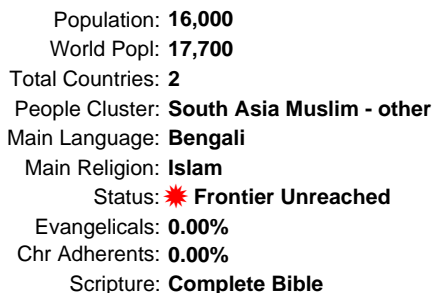 Population: 16,000
World Popl: 17,700
Total Countries: 2
People Cluster: South Asia Muslim - other
Main Language: Bengali
Main Religion: Islam
Status: Frontier Unreached
Evangelicals: 0.00%
Chr Adherents: 0.00%
Scripture: Complete Bible